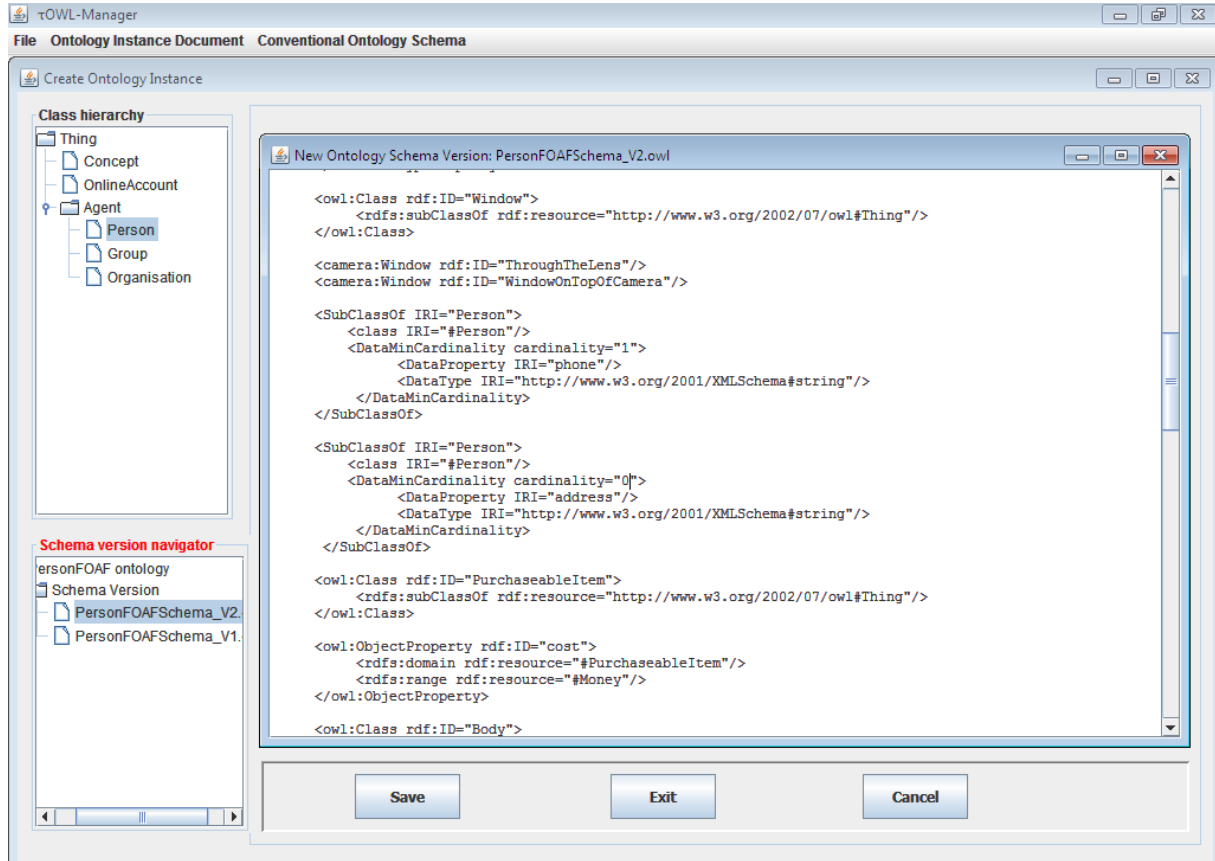 τOWL-Manager
File Ontology Instance Document Conventional Ontology Schema
Create Ontology Instance
Class hierarchy
Thing
Concept
OnlineAccount
Agent
Person
Group
Organisation
Schema version navigator
ersonFOAF ontology
Schema Version
PersonFOAFSchema_V2.
PersonFOAFSchema_V1.
New Ontology Schema Version: PersonFOAFSchema_V2.owl
<owl:Class rdf:ID="Window">
<rdfs:subClassOf rdf:resource="http://www.w3.org/2002/07/owl#Thing"/>
</owl:Class>
<camera:Window rdf:ID="ThroughTheLens"/>
<camera:Window rdf:ID="WindowOnTopOfCamera"/>
<SubClassOf IRI="Person">
<class IRI="#Person"/>
<DataMinCardinality cardinality="1">
<DataProperty IRI="phone"/>
<DataType IRI="http://www.w3.org/2001/XMLSchema#string"/>
</DataMinCardinality>
</SubClassOf>
<SubClassOf IRI="Person">
<class IRI="#Person"/>
<DataMinCardinality cardinality="0">
<DataProperty IRI="address"/>
<DataType IRI="http://www.w3.org/2001/XMLSchema#string"/>
</DataMinCardinality>
</SubClassOf>
<owl:Class rdf:ID="PurchaseableItem">
<rdfs:subClassOf rdf:resource="http://www.w3.org/2002/07/owl#Thing"/>
</owl:Class>
<owl:ObjectProperty rdf:ID="cost">
<rdfs:domain rdf:resource="#PurchaseableItem"/>
<rdfs:range rdf:resource="#Money"/>
</owl:ObjectProperty>
<owl:Class rdf:ID="Body">
Save Exit Cancel